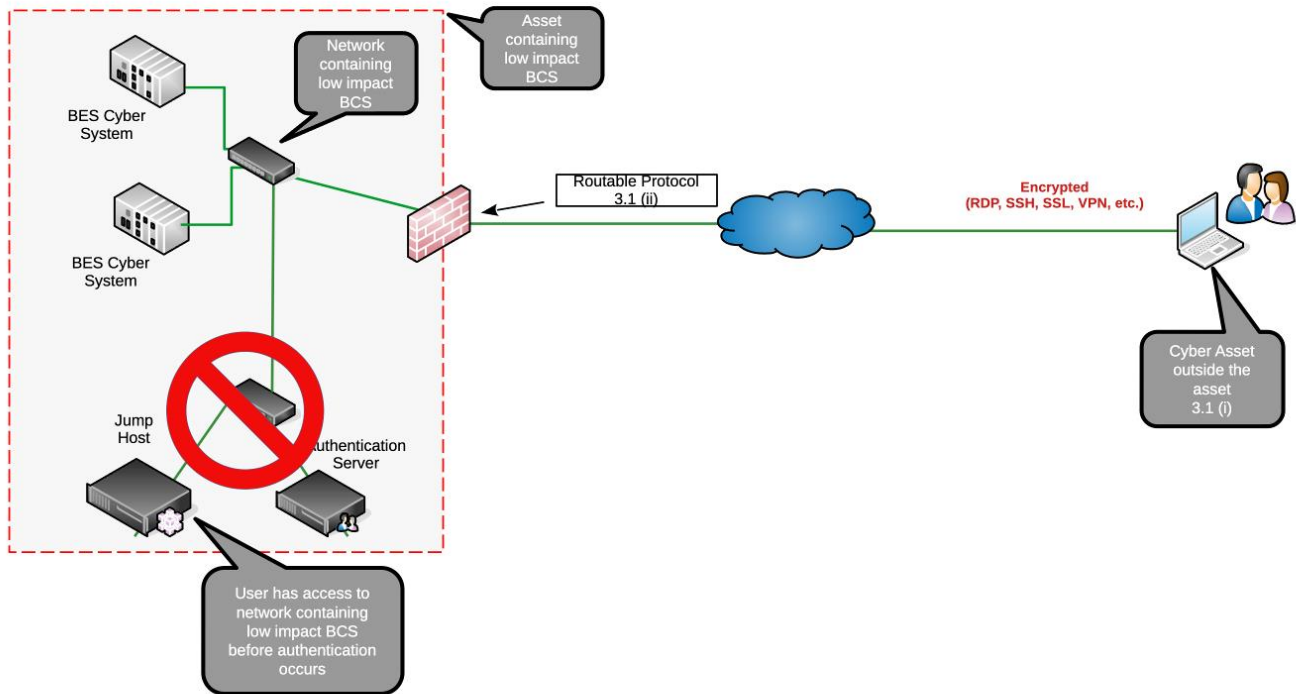 Asset
containing
low impact
BCS
Network
containing
low impact
BCS
BES Cyber
System
BES Cyber
System
Routable Protocol
3.1 (ii)
Encrypted
(RDP, SSH, SSL, VPN, etc.)
Cyber Asset
outside the
asset
3.1 (i)
Jump
Host
uthentication
Server
User has access to
network containing
low impact BCS
before authentication
occurs